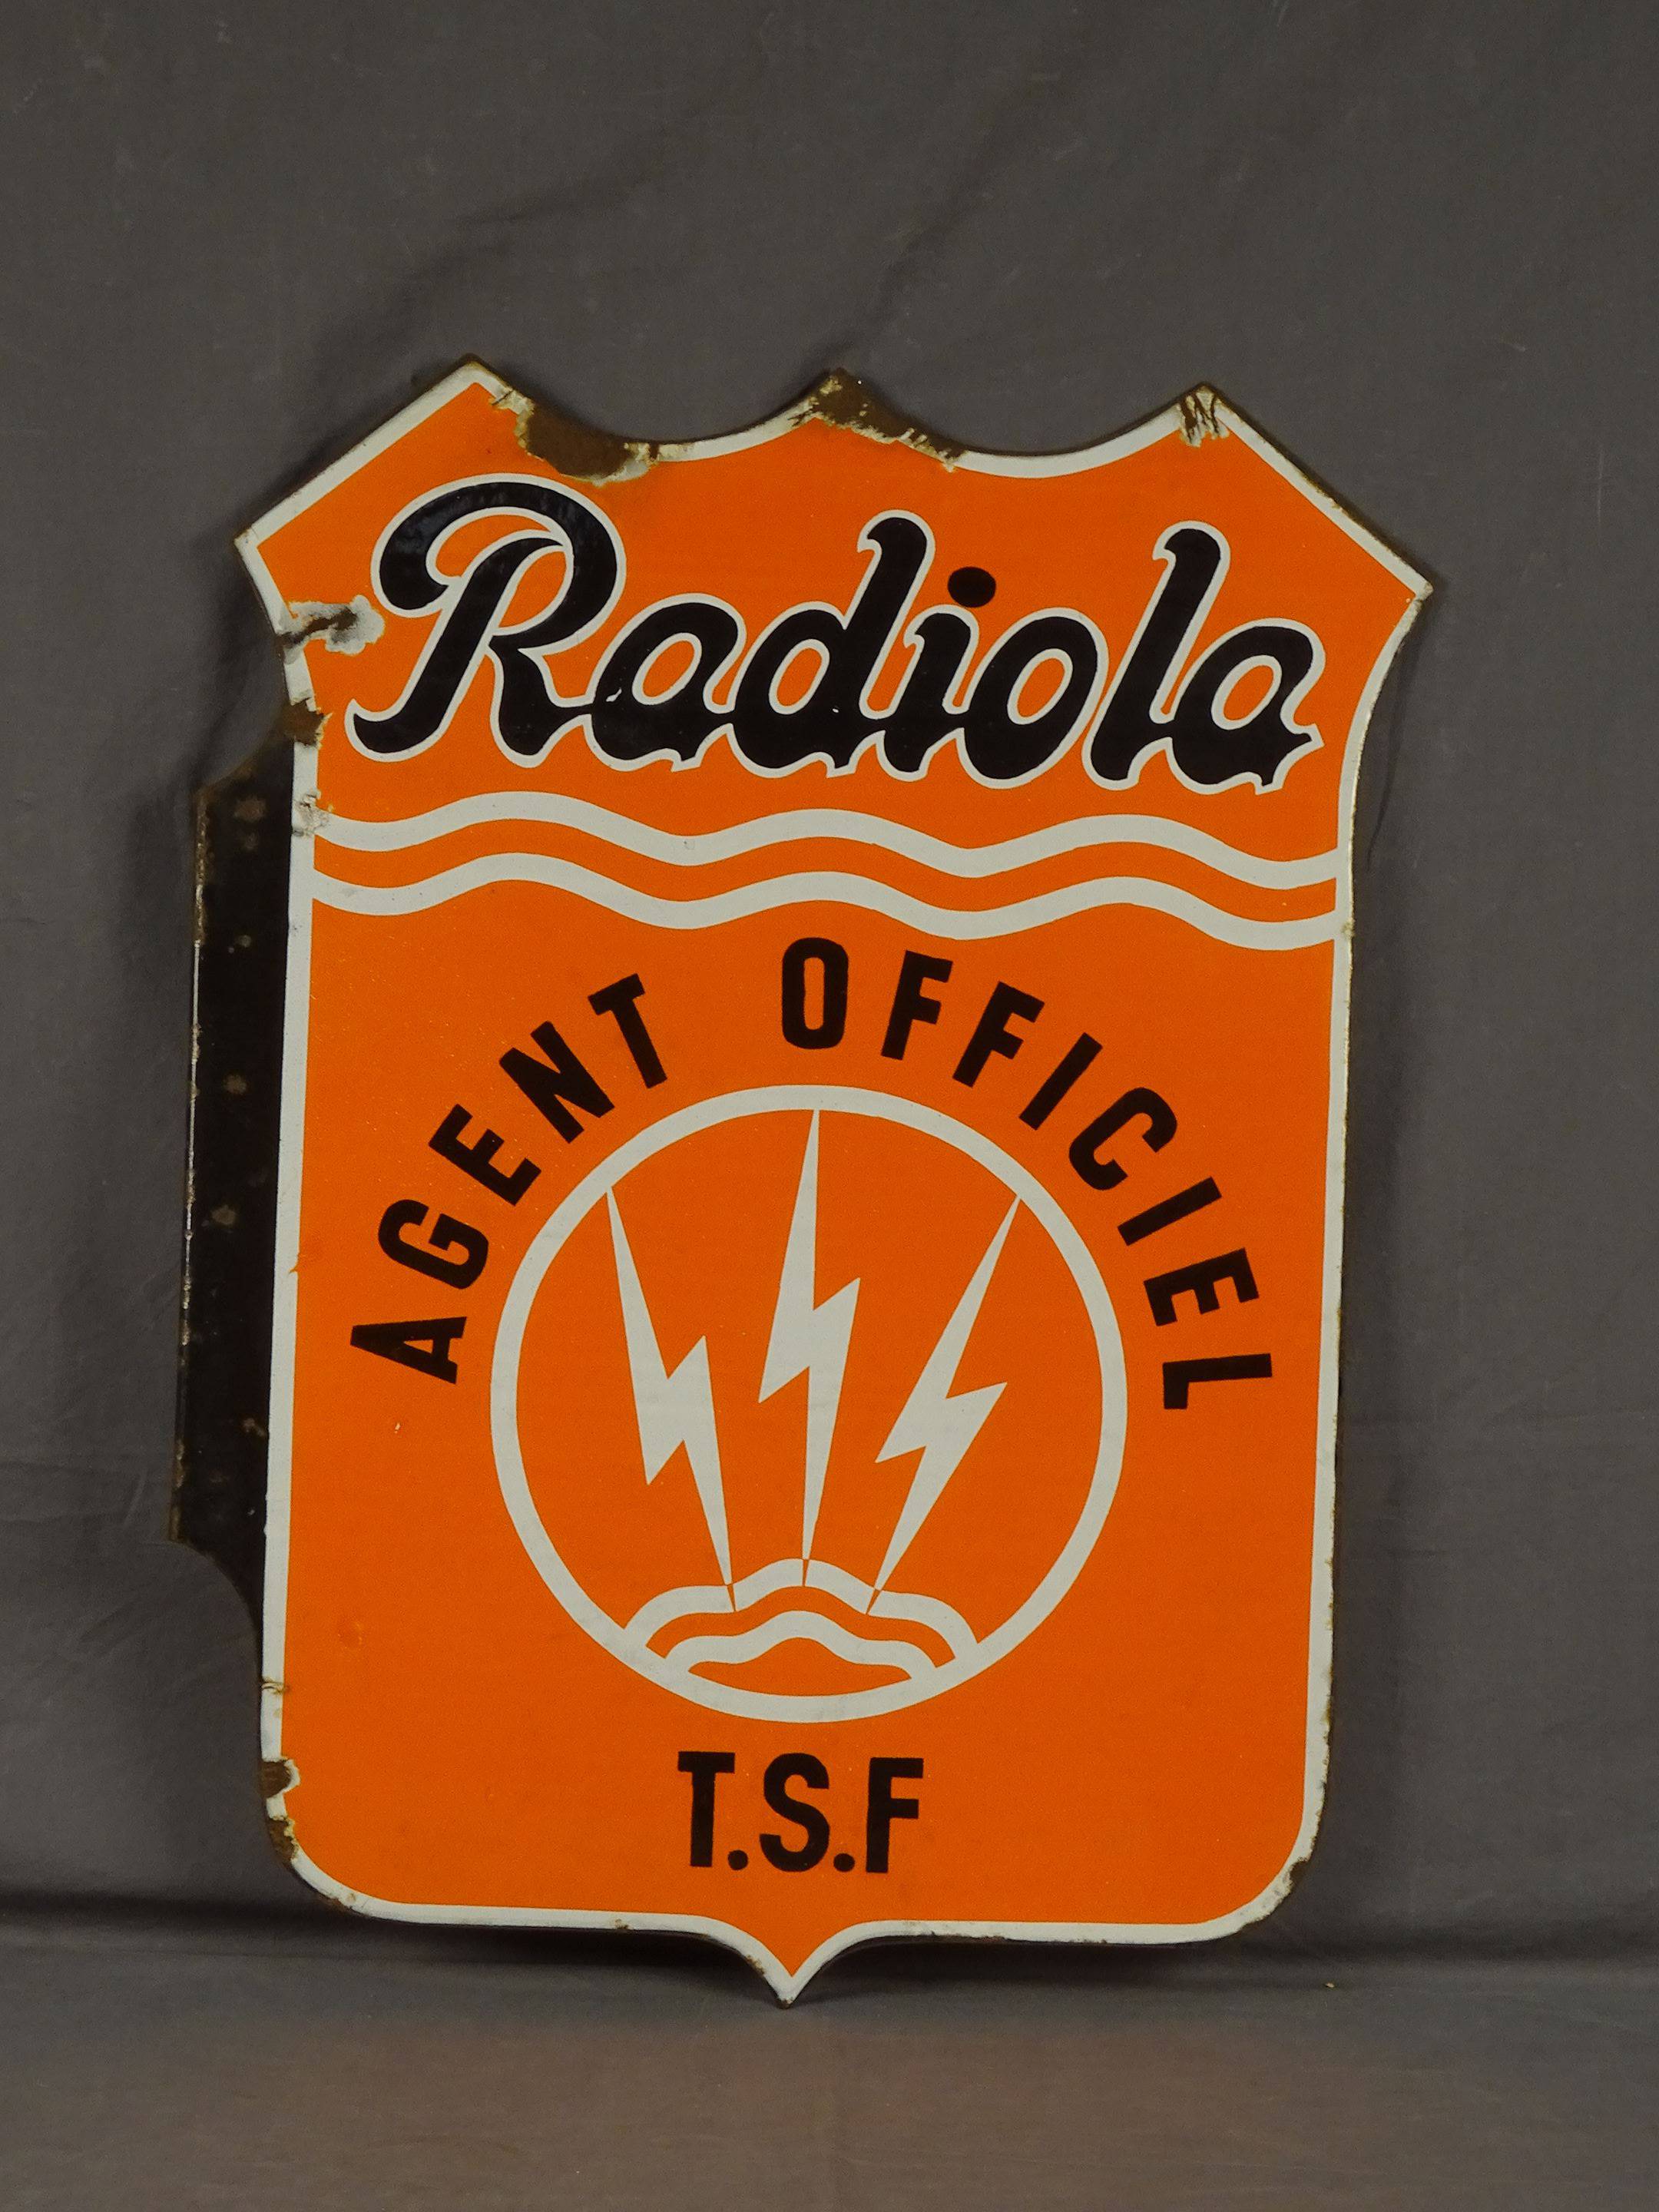 Radiola
AGENT OFFICIEL
T.S.F